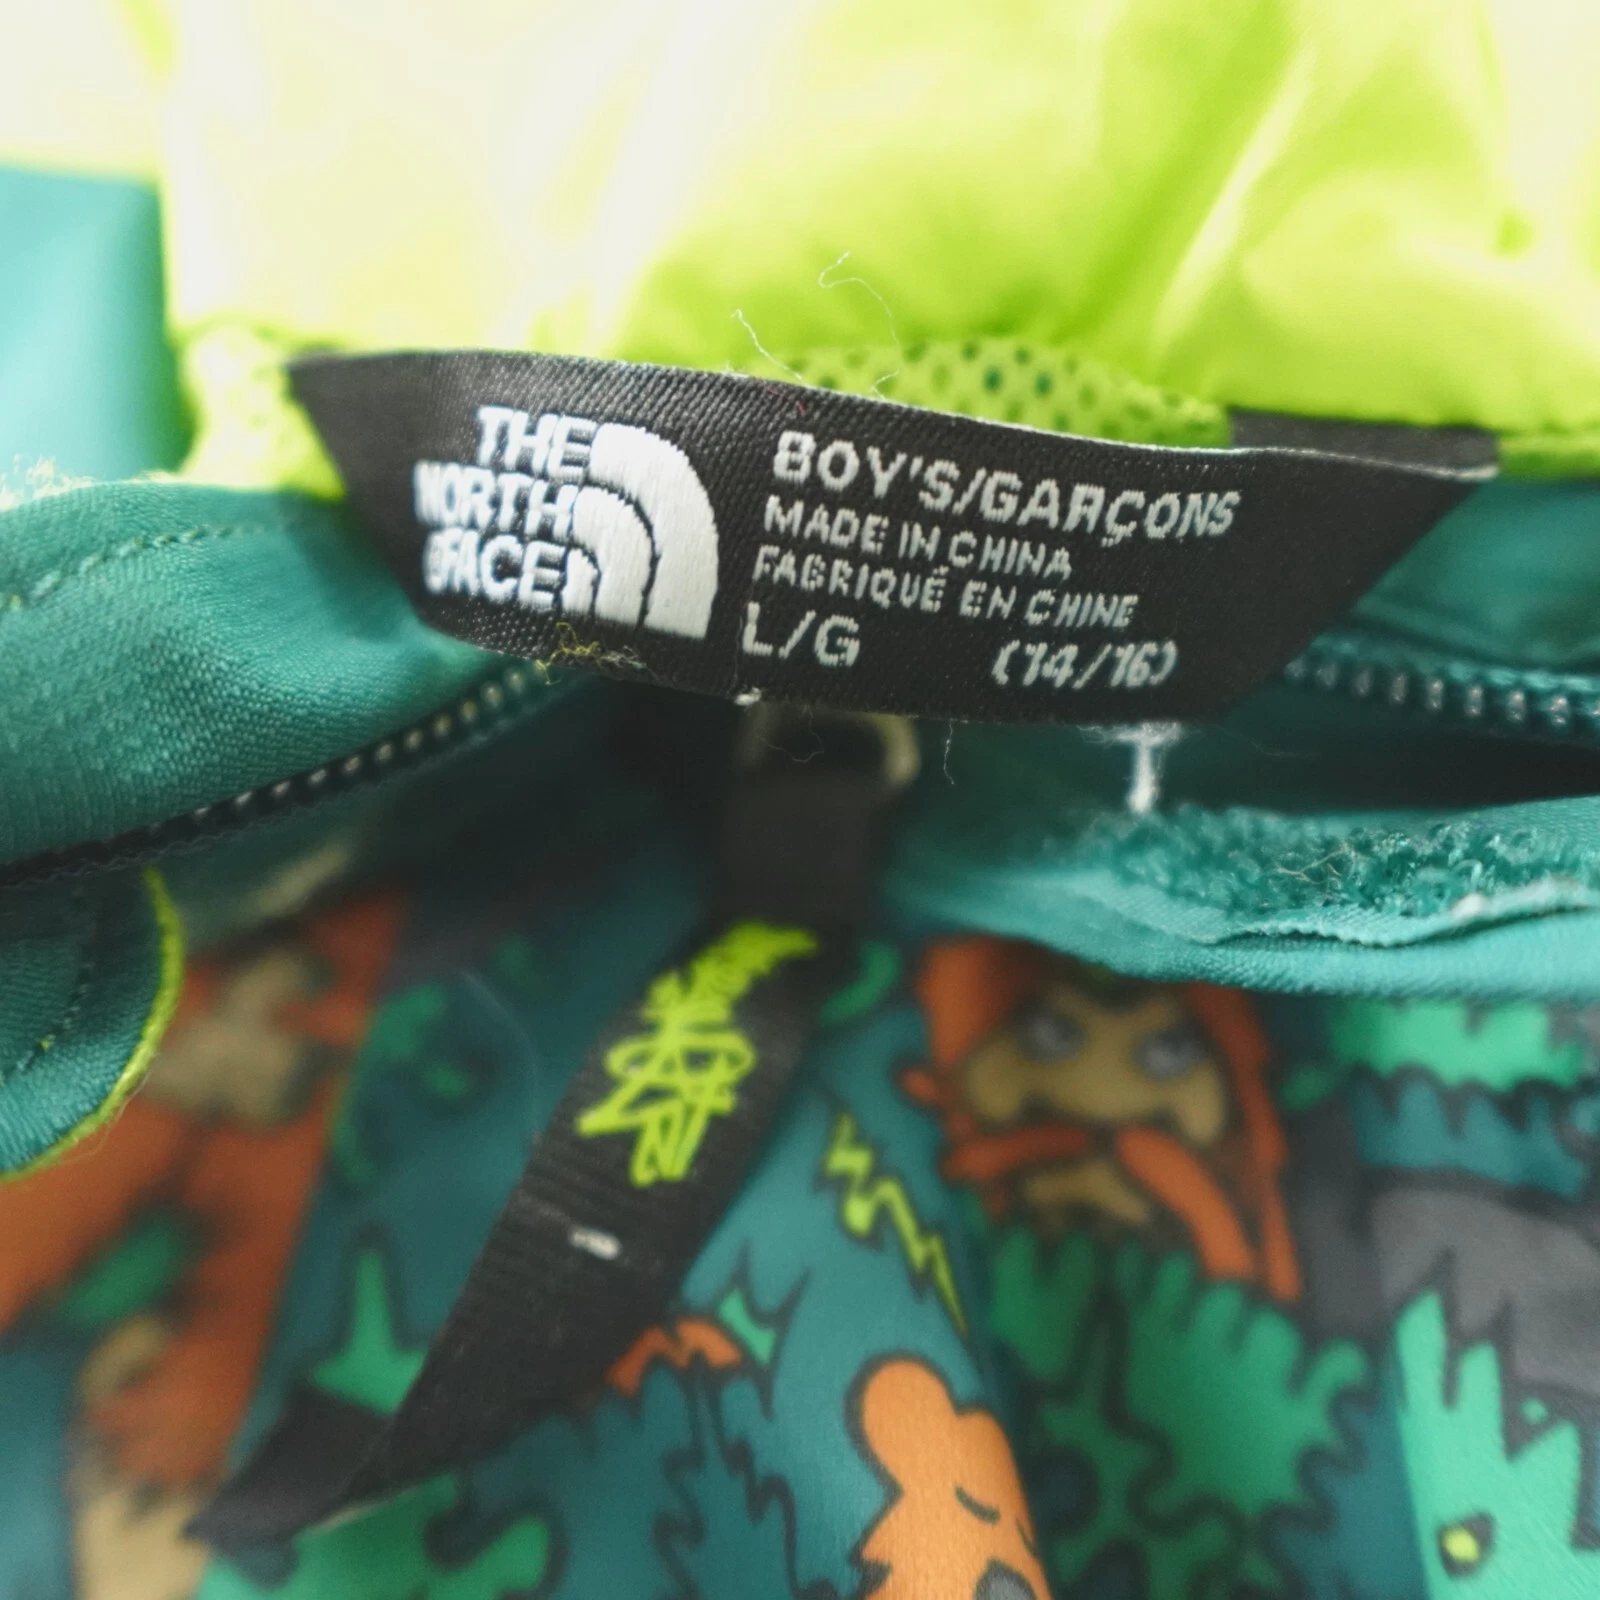 THE
NORTH
FACE
BOY'S/GARÇONS
MADE IN CHINA
FABRIQUÉ EN CHINE
L/G (14/16)